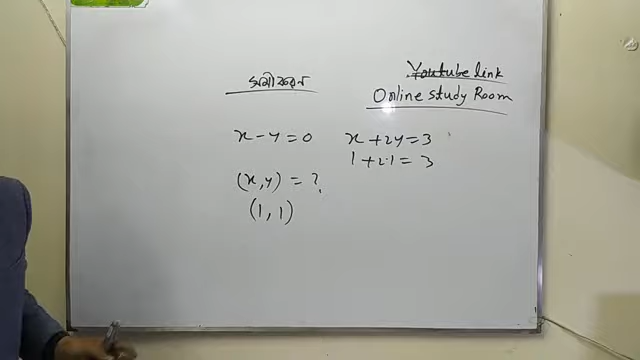 সমীকরণ
Youtube link
Online Study Room
x - y = 0
x + 2y = 3
1 + 2·1 = 3
(x, y) = ?
(1, 1)